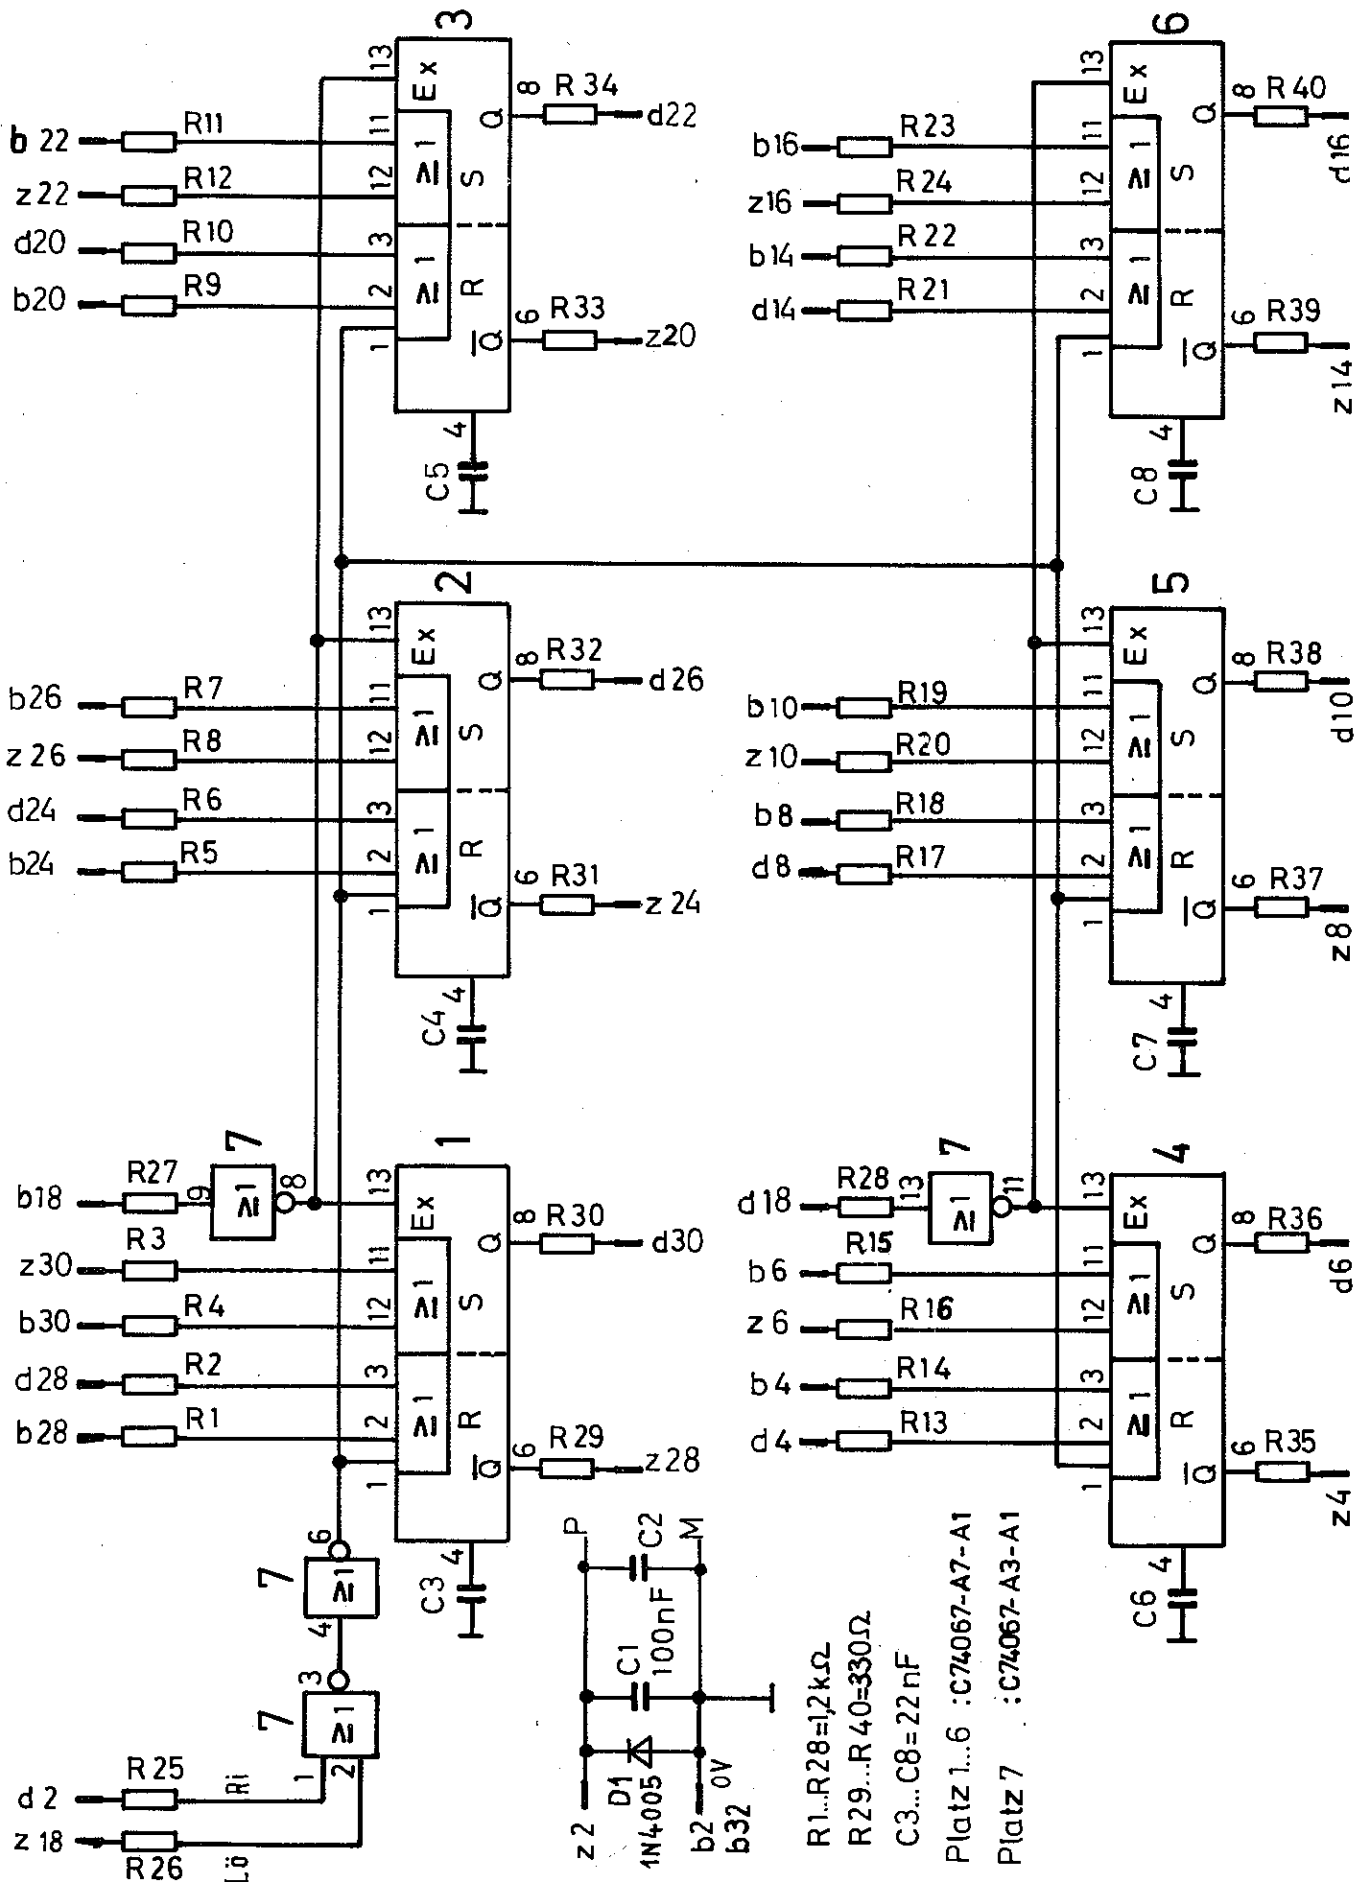 3
13
Ex
b 22
R11
11
≥1
z22
R12
12
S
Q
8
R 34
d22
d20
R10
3
≥1
b20
R9
2
R
1
Q
6
R33
z20
4
C5
6
13
Ex
b16
R23
11
≥1
z16
R24
12
S
Q
8
R 40
d16
b14
R22
3
≥1
d14
R21
2
R
1
Q
6
R39
z14
4
C8
2
13
Ex
b26
R7
11
≥1
z 26
R8
12
S
Q
8
R32
d26
d24
R6
3
≥1
b24
R5
2
R
1
Q
6
R31
z 24
4
C4
5
13
Ex
b10
R19
11
≥1
z10
R20
12
S
Q
8
R38
d10
b8
R18
3
≥1
d8
R17
2
R
1
Q
6
R37
z8
4
C7
b18
R27
9
7
≥1
8
1
13
Ex
z30
R3
11
≥1
b30
R4
12
S
Q
8
R30
d30
d28
R2
3
≥1
b28
R1
2
R
1
Q
6
R29
z28
4
C3
d18
R28
13
7
≥1
11
4
13
Ex
b6
R15
11
≥1
z6
R16
12
S
Q
8
R36
d6
b4
R14
3
≥1
d4
R13
2
R
1
Q
6
R35
z4
4
C6
7
≥1
6
4
7
≥1
3
1
2
d 2
R25
Ri
z 18
R26
Lö
P
C2
M
C1
100nF
z 2
D1
1N4005
b2
0V
b32
R1...R28=1,2kΩ
R29...R40=330Ω
C3...C8=22nF
Platz 1...6 :C74067-A7-A1
Platz 7 :C74067-A3-A1